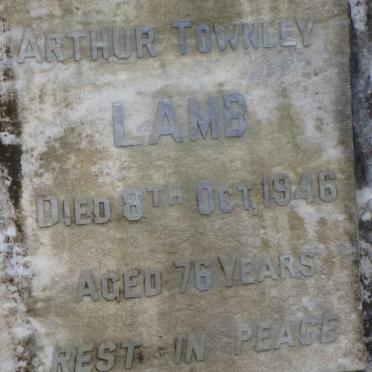 ARTHUR TOWNLEY
LAMB
DIED 8TH OCT, 1946
AGED 76 YEARS
REST IN PEACE